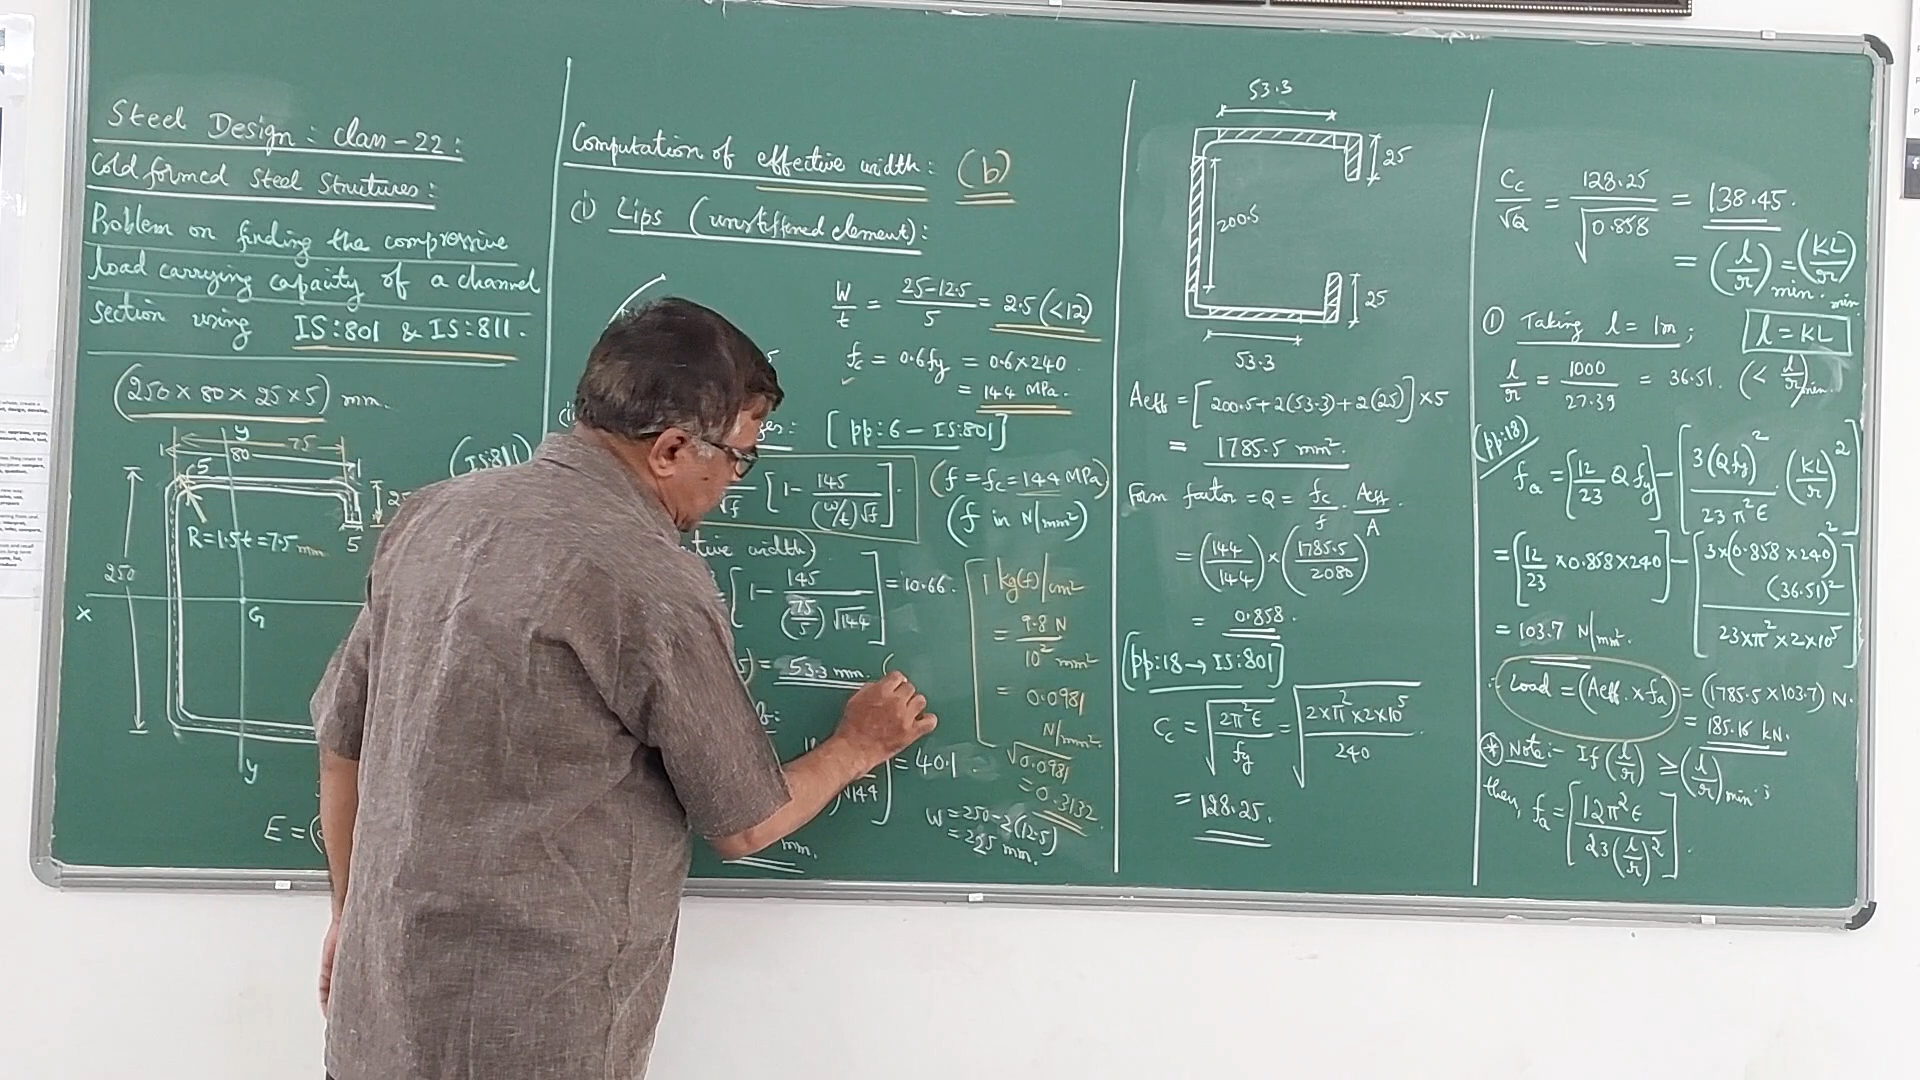 Steel Design: Class-22:
Cold formed Steel Structures:
Problem on finding the compressive
load carrying capacity of a channel
section using IS:801 & IS:811.
(250 × 80 × 25 × 5) mm.
y
75
80
5
(IS:811)
R=1.5t=7.5 mm
5
250
X
G
y
E = (
Computation of effective width: (b)
(i) Lips (unstiffened element):
W/t = (25-12.5)/5 = 2.5 (<12)
fc = 0.6fy = 0.6×240
= 144 MPa.
[pp:6 – IS:801]
[1 - 145/((w/t)√f)]. (f = fc = 144 MPa)
(f in N/mm²)
width)
[1 - 145/((75/5)√144)] = 10.66.
= 53.3 mm. (
√144 ] = 40.1
mm.
W = 250-2(12.5)
= 225 mm.
1 kg(f)/cm²
= 9.8 N/10² mm²
= 0.0981
N/mm².
√0.0981
= 0.3132
53.3
25
200.5
25
53.3
Aeff = [200.5+2(53.3)+2(25)]×5
= 1785.5 mm².
Form factor = Q = fc/f · Aeff/A.
= (144/144)×(1785.5/2080)
= 0.858.
[pp:18 → IS:801]
Cc = √(2π²E/fy) = √(2×π²×2×10⁵/240)
= 128.25.
Cc/√Q = 128.25/√0.858 = 138.45.
= (l/r)min. = (KL/r)min
① Taking l = 1m; l = KL
l/r = 1000/27.39 = 36.51. (< l/r)min.
(pp:18)
fa = [12/23 Q fy] - [3(Qfy)²/23π²E · (KL/r)²]
= [12/23 ×0.858×240] - [3×(0.858×240)² (36.51)²/23×π²×2×10⁵]
= 103.7 N/mm².
∴ Load = (Aeff. × fa) = (1785.5×103.7) N.
= 185.16 kN.
* Note:- If (l/r) ≥ (l/r)min;
then, fa = [12π²E/23(l/r)²].